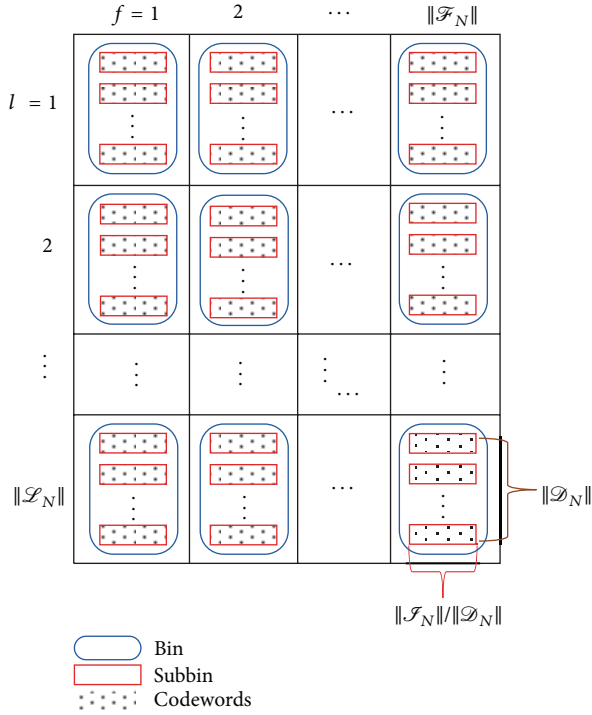 f = 1 2 ⋯ ‖ℱ_N‖
l = 1
⋯
2
⋯
⋮ ⋮ ⋮ ⋮ ⋯ ⋮
‖ℒ_N‖ ⋯ ‖𝒟_N‖
‖ℐ_N‖/‖𝒟_N‖
Bin
Subbin
Codewords